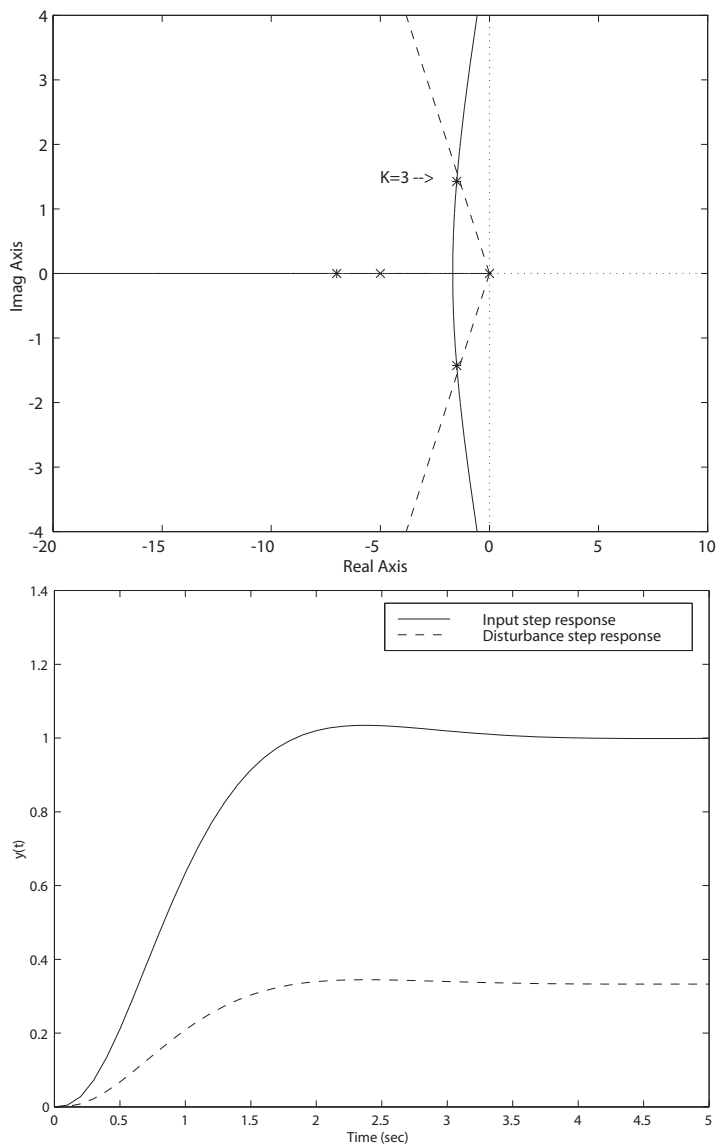 4
3
2
K=3 -->
1
Imag Axis
0
-1
-2
-3
-4
-20 -15 -10 -5 0 5 10
Real Axis
1.4
Input step response
Disturbance step response
1.2
1
0.8
y(t)
0.6
0.4
0.2
0
0 0.5 1 1.5 2 2.5 3 3.5 4 4.5 5
Time (sec)